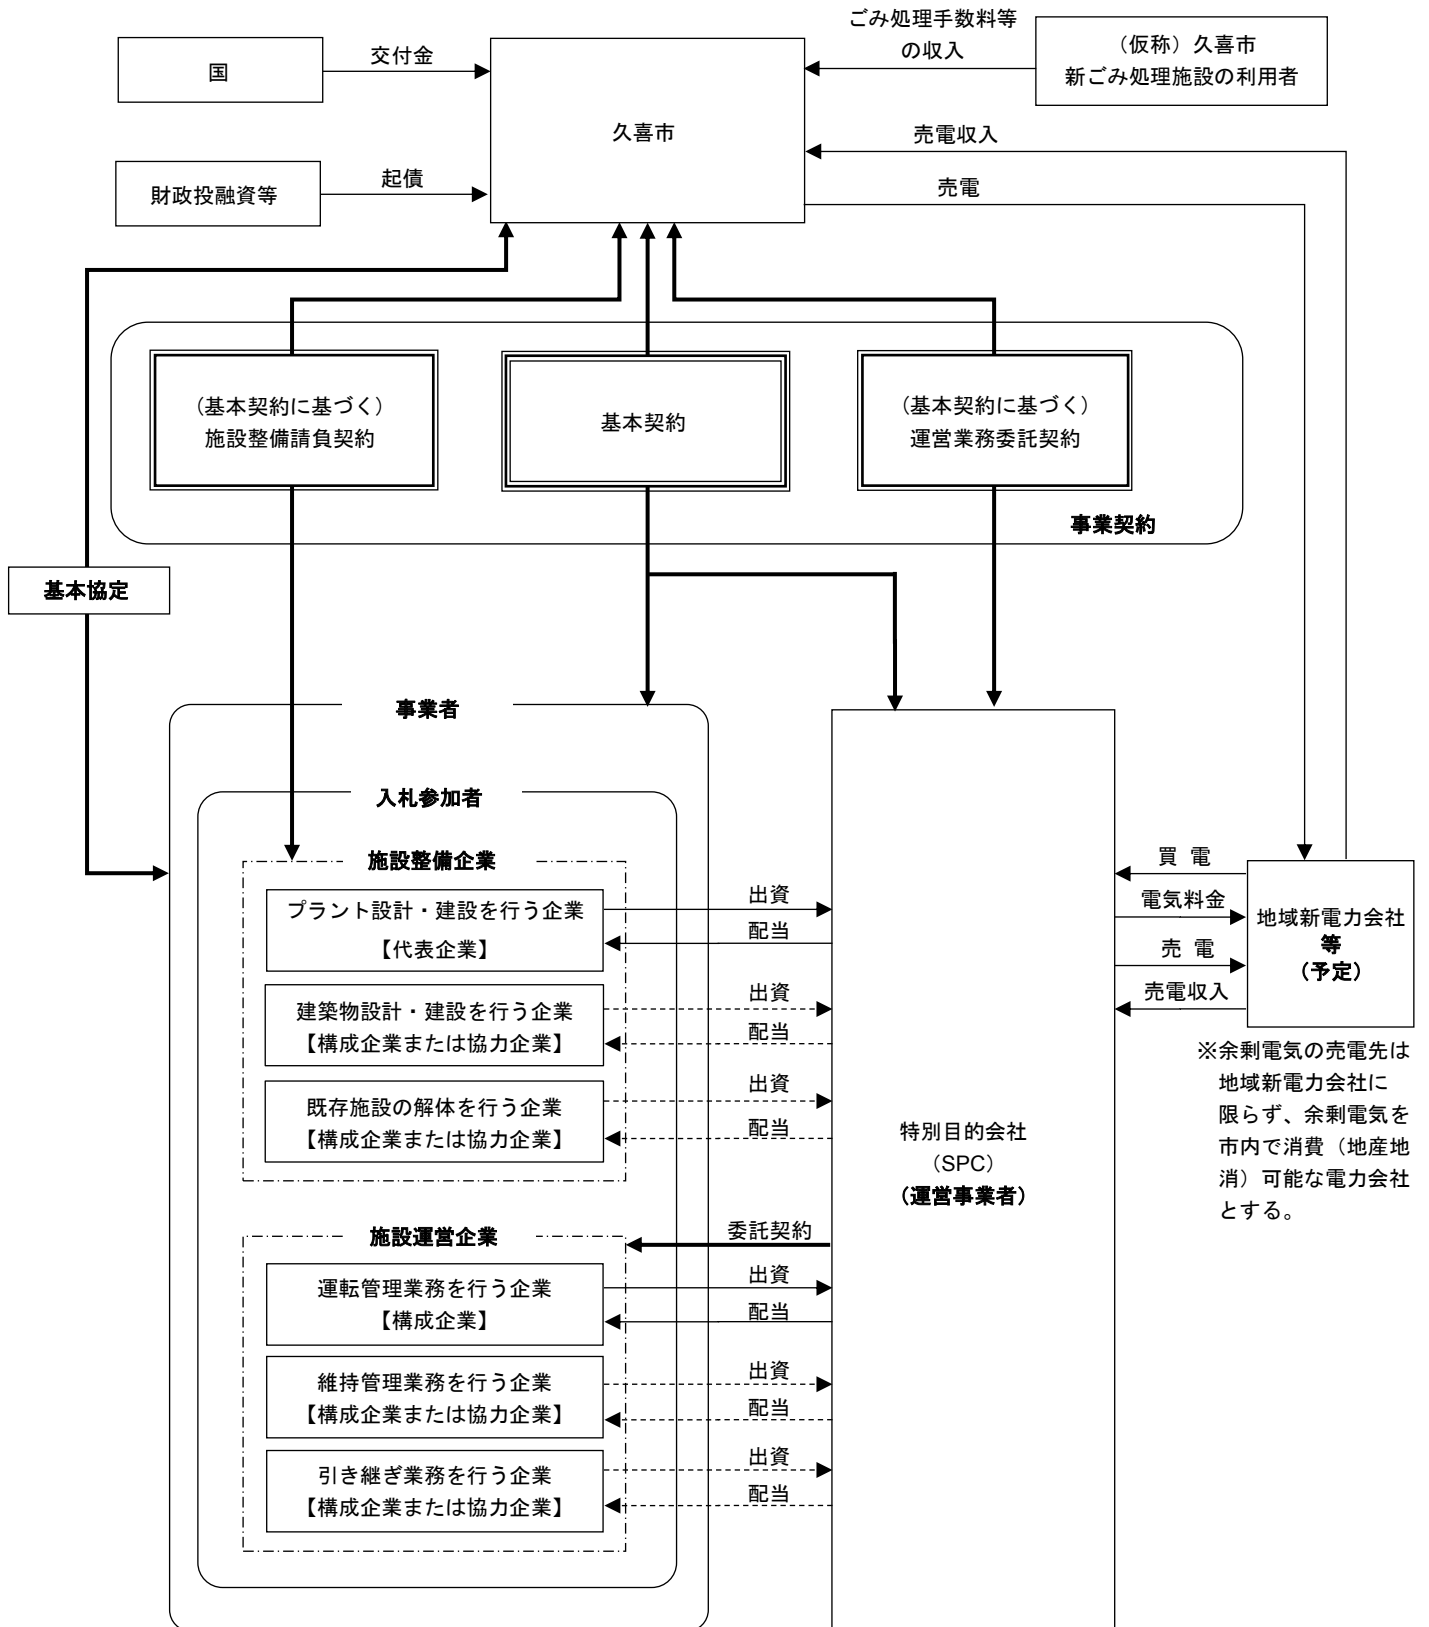 国
交付金
久喜市
ごみ処理手数料等
の収入
（仮称）久喜市
新ごみ処理施設の利用者
財政投融資等
起債
売電収入
売電
（基本契約に基づく）
施設整備請負契約
基本契約
（基本契約に基づく）
運営業務委託契約
事業契約
基本協定
事業者
入札参加者
施設整備企業
プラント設計・建設を行う企業
【代表企業】
出資
配当
建築物設計・建設を行う企業
【構成企業または協力企業】
出資
配当
既存施設の解体を行う企業
【構成企業または協力企業】
出資
配当
施設運営企業
委託契約
運転管理業務を行う企業
【構成企業】
出資
配当
維持管理業務を行う企業
【構成企業または協力企業】
出資
配当
引き継ぎ業務を行う企業
【構成企業または協力企業】
出資
配当
特別目的会社
（SPC）
（運営事業者）
買 電
電気料金
売 電
売電収入
地域新電力会社
等
（予定）
※余剰電気の売電先は
地域新電力会社に
限らず、余剰電気を
市内で消費（地産地
消）可能な電力会社
とする。